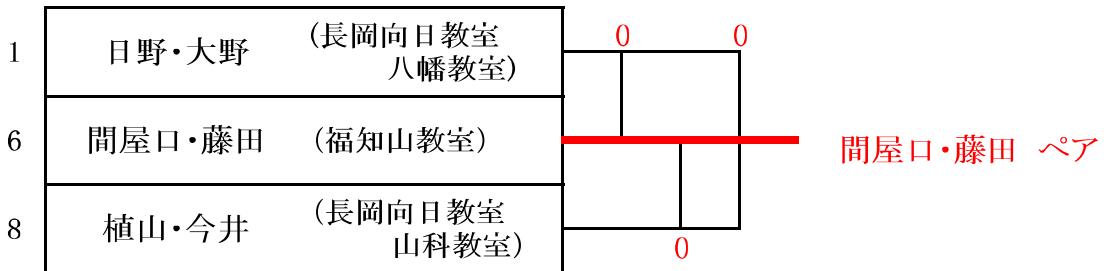 0 0
1 日野・大野 (長岡向日教室
八幡教室)
6 間屋口・藤田 (福知山教室)
間屋口・藤田 ペア
8 植山・今井 (長岡向日教室
山科教室)
0